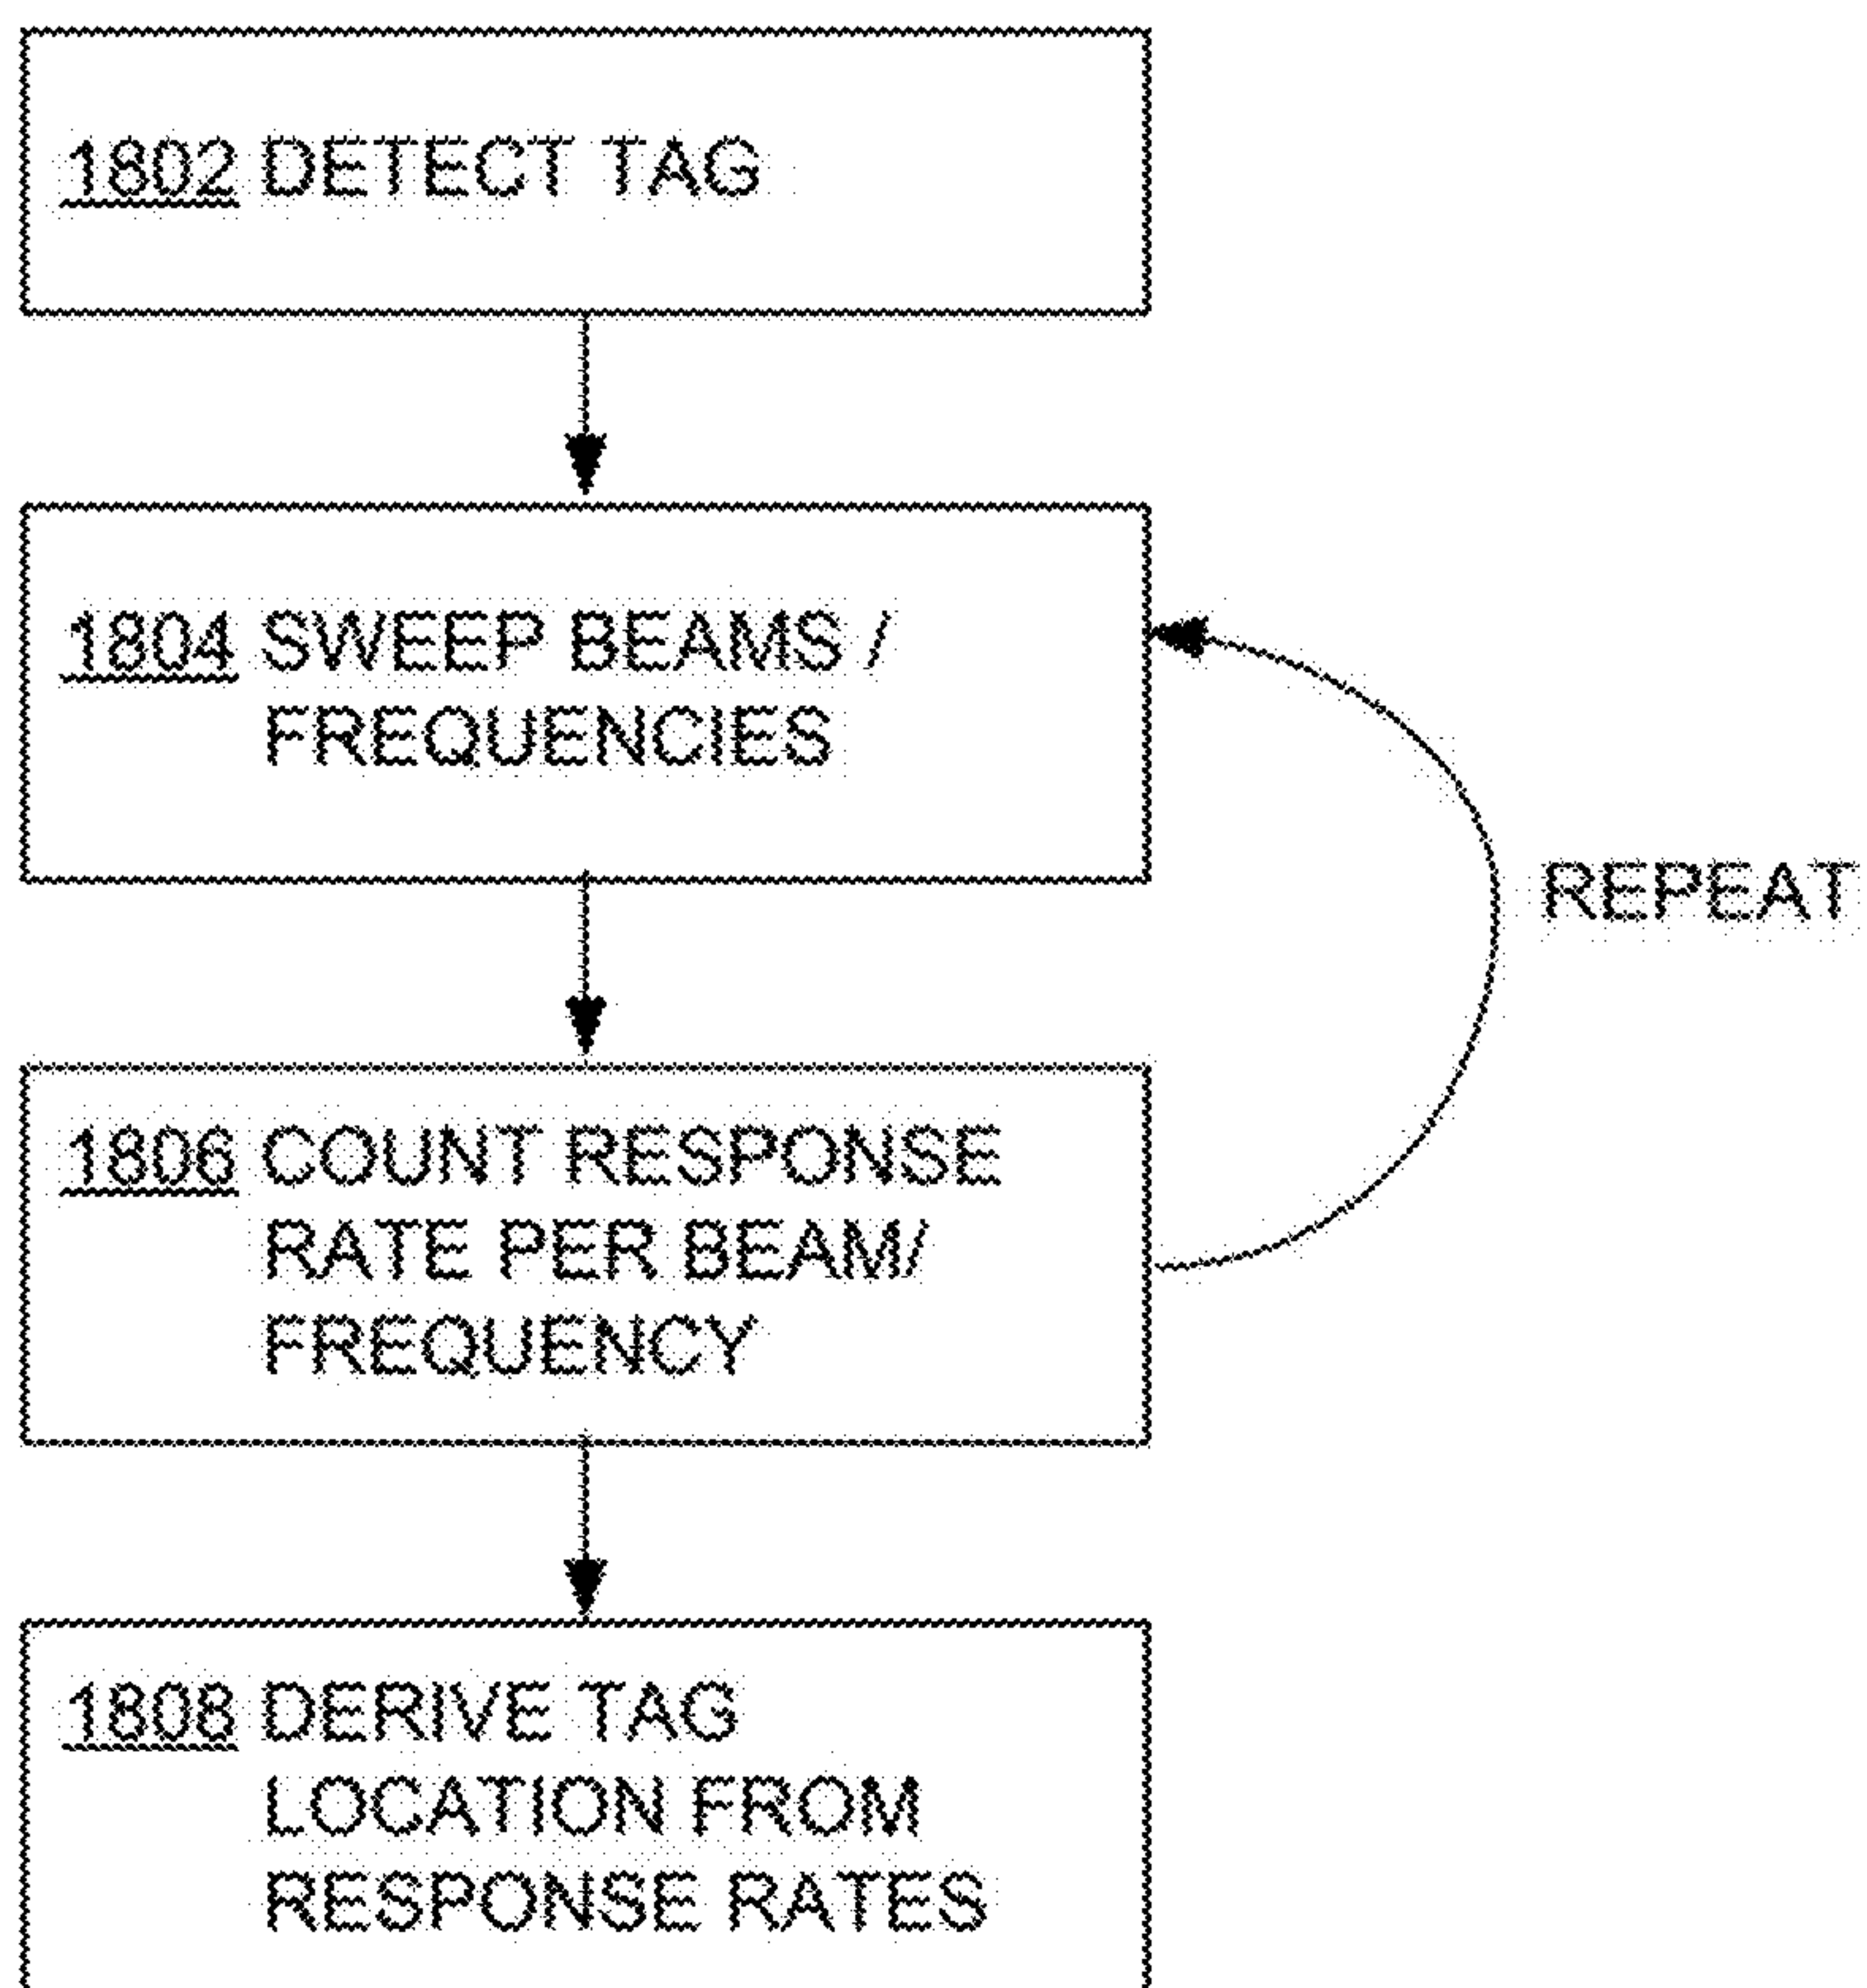 1802 DETECT TAG
1804 SWEEP BEAMS /
FREQUENCIES
REPEAT
1806 COUNT RESPONSE
RATE PER BEAM/
FREQUENCY
1808 DERIVE TAG
LOCATION FROM
RESPONSE RATES